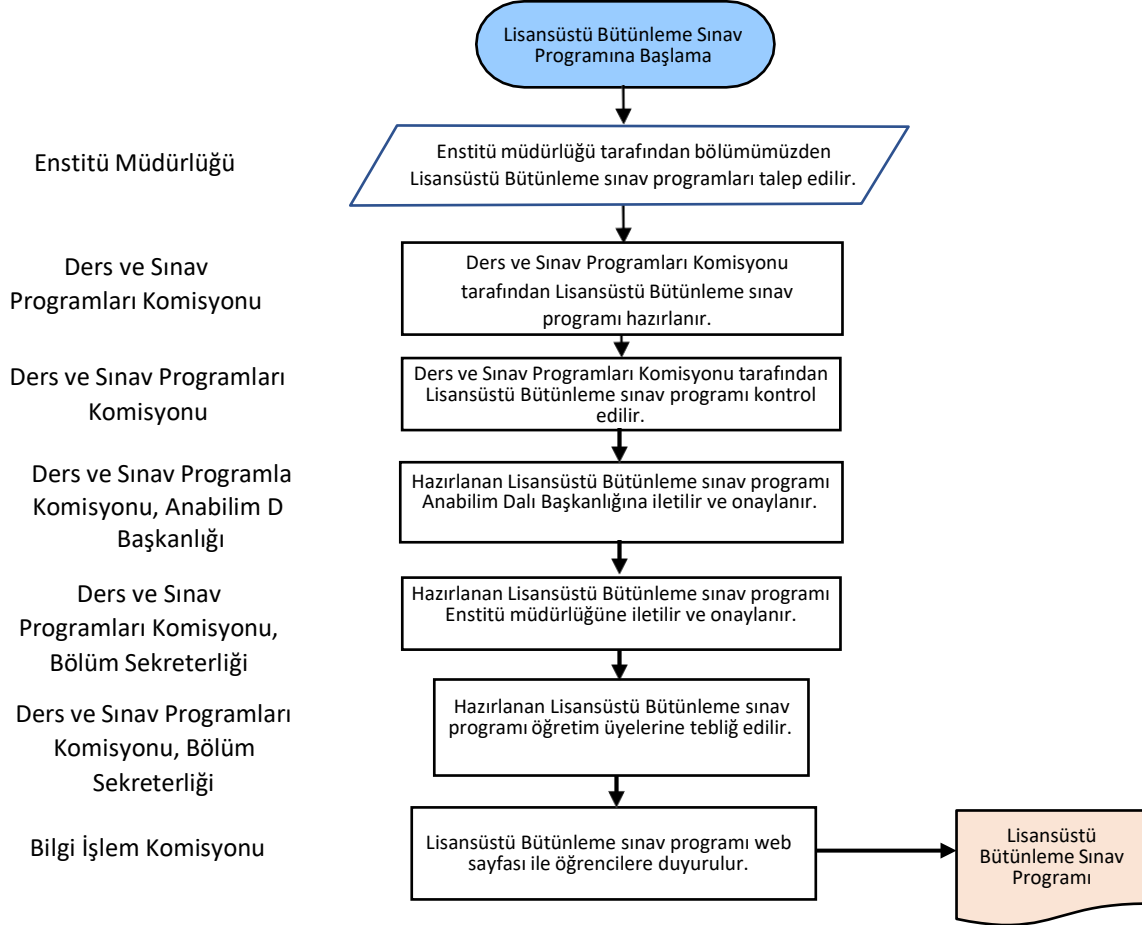 Lisansüstü Bütünleme Sınav
Programına Başlama
Enstitü Müdürlüğü
Enstitü müdürlüğü tarafından bölümümüzden
Lisansüstü Bütünleme sınav programları talep edilir.
Ders ve Sınav
Programları Komisyonu
Ders ve Sınav Programları Komisyonu
tarafından Lisansüstü Bütünleme sınav
programı hazırlanır.
Ders ve Sınav Programları
Komisyonu
Ders ve Sınav Programları Komisyonu tarafından
Lisansüstü Bütünleme sınav programı kontrol
edilir.
Ders ve Sınav Programla
Komisyonu, Anabilim D
Başkanlığı
Hazırlanan Lisansüstü Bütünleme sınav programı
Anabilim Dalı Başkanlığına iletilir ve onaylanır.
Ders ve Sınav
Programları Komisyonu,
Bölüm Sekreterliği
Hazırlanan Lisansüstü Bütünleme sınav programı
Enstitü müdürlüğüne iletilir ve onaylanır.
Ders ve Sınav Programları
Komisyonu, Bölüm
Sekreterliği
Hazırlanan Lisansüstü Bütünleme sınav
programı öğretim üyelerine tebliğ edilir.
Bilgi İşlem Komisyonu
Lisansüstü Bütünleme sınav programı web
sayfası ile öğrencilere duyurulur.
Lisansüstü
Bütünleme Sınav
Programı